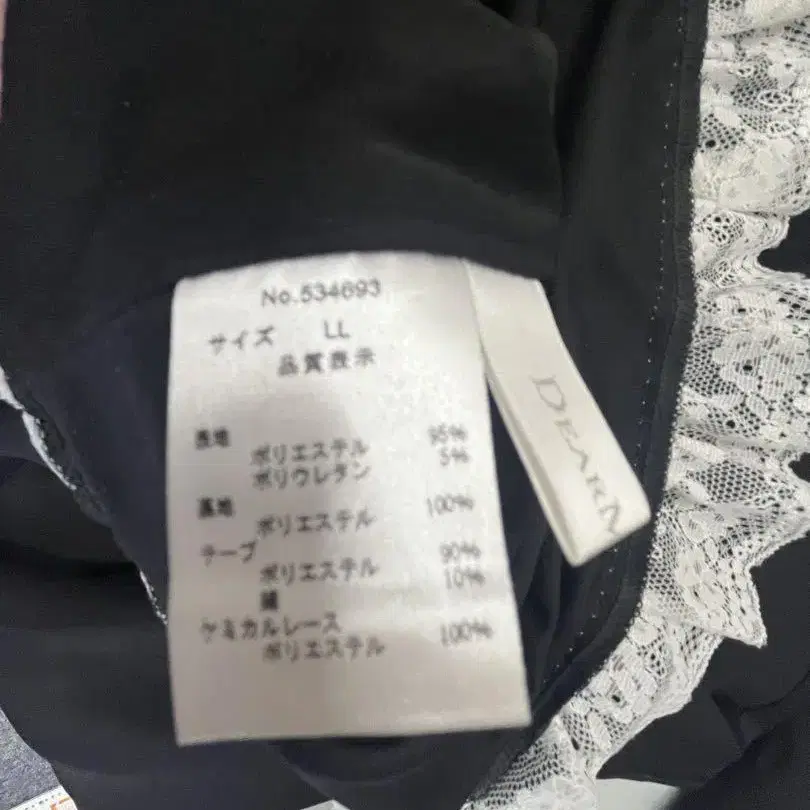 No.534693
サイズ LL
品質表示
表地
ポリエステル 95%
ポリウレタン 5%
裏地
ポリエステル 100%
テープ
ポリエステル 90%
綿 10%
ケミカルレース
ポリエステル 100%
DEARM